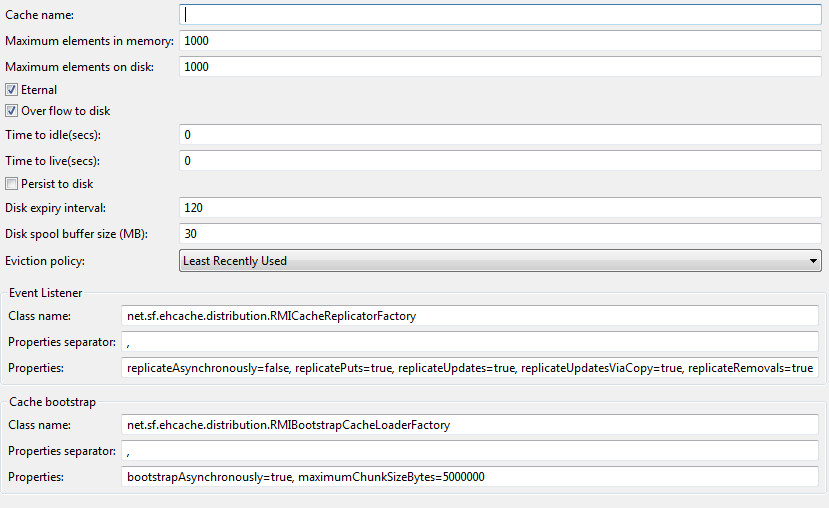 Cache name:
Maximum elements in memory: 1000
Maximum elements on disk: 1000
Eternal
Over flow to disk
Time to idle(secs): 0
Time to live(secs): 0
Persist to disk
Disk expiry interval: 120
Disk spool buffer size (MB): 30
Eviction policy: Least Recently Used
Event Listener
Class name: net.sf.ehcache.distribution.RMICacheReplicatorFactory
Properties separator: ,
Properties: replicateAsynchronously=false, replicatePuts=true, replicateUpdates=true, replicateUpdatesViaCopy=true, replicateRemovals=true
Cache bootstrap
Class name: net.sf.ehcache.distribution.RMIBootstrapCacheLoaderFactory
Properties separator: ,
Properties: bootstrapAsynchronously=true, maximumChunkSizeBytes=5000000